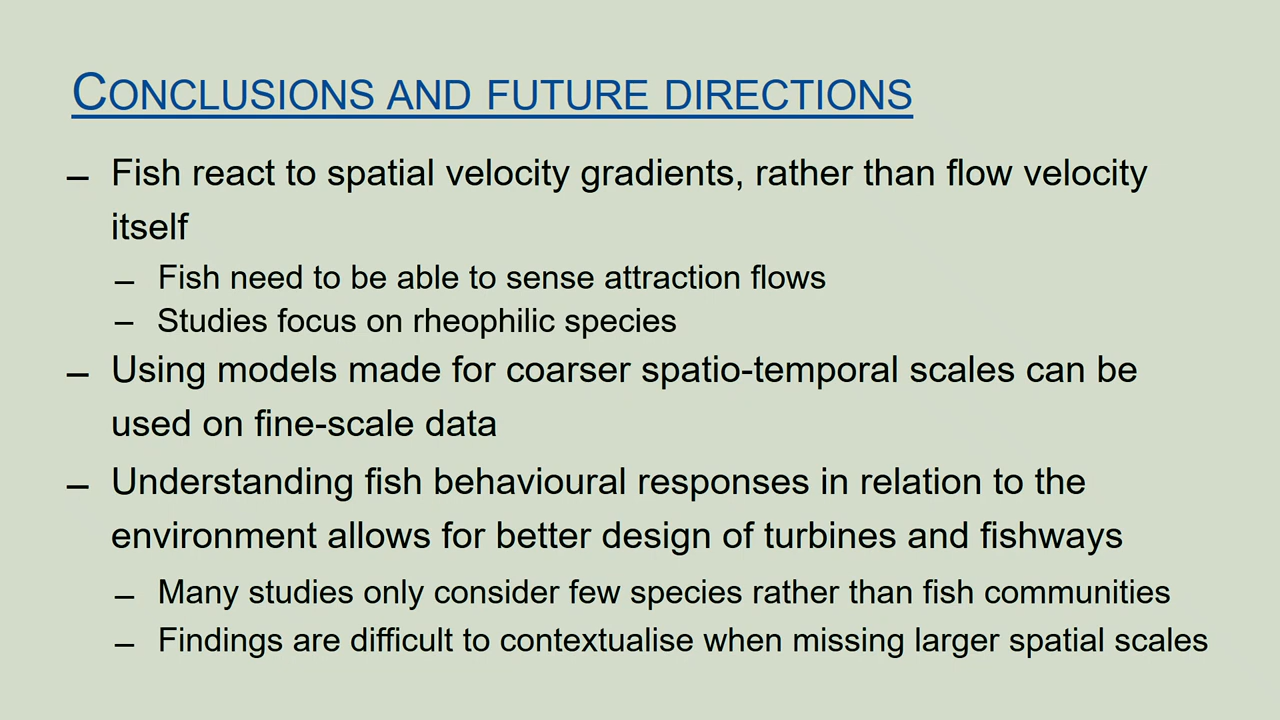 CONCLUSIONS AND FUTURE DIRECTIONS
– Fish react to spatial velocity gradients, rather than flow velocity
itself
– Fish need to be able to sense attraction flows
– Studies focus on rheophilic species
– Using models made for coarser spatio-temporal scales can be
used on fine-scale data
– Understanding fish behavioural responses in relation to the
environment allows for better design of turbines and fishways
– Many studies only consider few species rather than fish communities
– Findings are difficult to contextualise when missing larger spatial scales